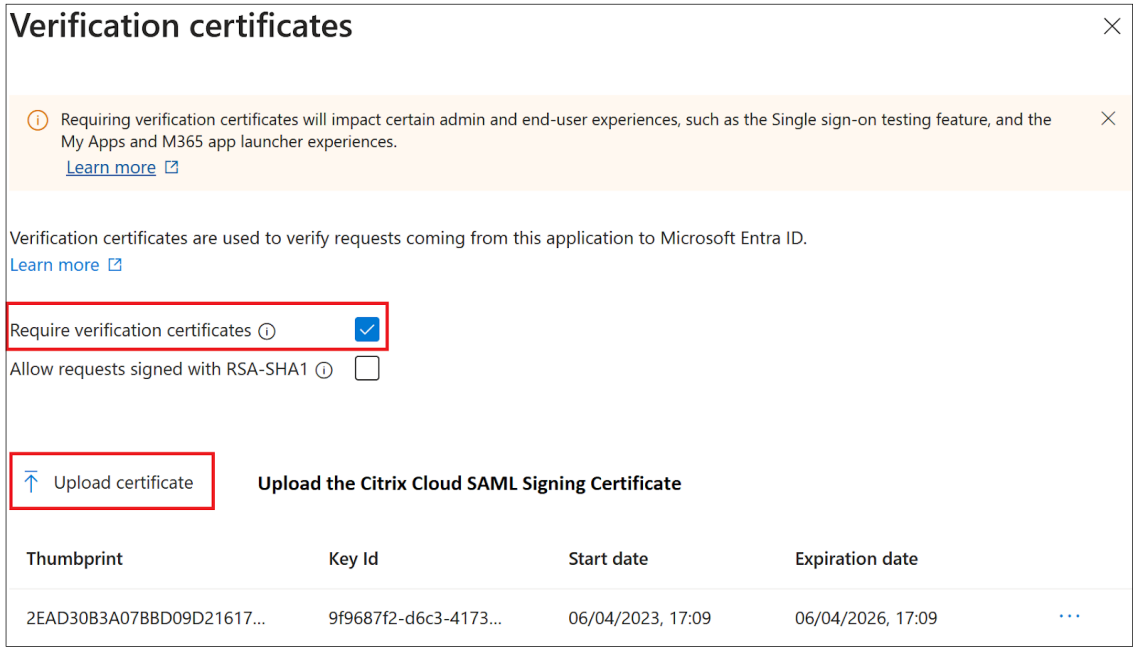 Verification certificates
Requiring verification certificates will impact certain admin and end-user experiences, such as the Single sign-on testing feature, and the
My Apps and M365 app launcher experiences.
Learn more
Verification certificates are used to verify requests coming from this application to Microsoft Entra ID.
Learn more
Require verification certificates
Allow requests signed with RSA-SHA1
Upload certificate Upload the Citrix Cloud SAML Signing Certificate
Thumbprint Key Id Start date Expiration date
2EAD30B3A07BBD09D21617... 9f9687f2-d6c3-4173... 06/04/2023, 17:09 06/04/2026, 17:09